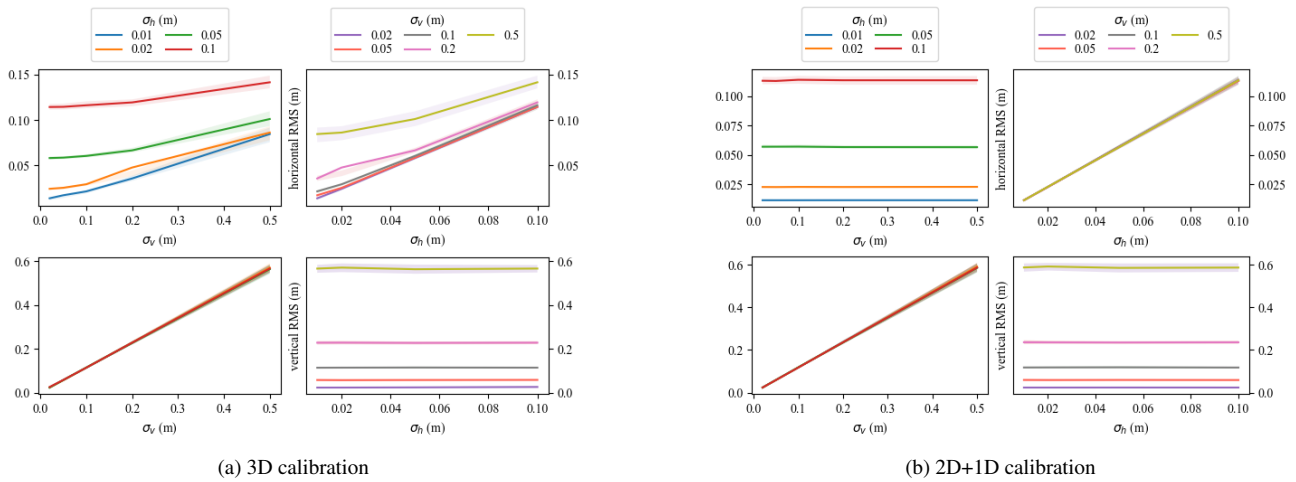 σh (m)
0.01 0.05
0.02 0.1
σv (m)
0.02 0.1 0.5
0.05 0.2
0.15
0.10
0.05
0.0 0.1 0.2 0.3 0.4 0.5
σv (m)
horizontal RMS (m)
0.15
0.10
0.05
0.02 0.04 0.06 0.08 0.10
σh (m)
0.6
0.4
0.2
0.0
0.0 0.1 0.2 0.3 0.4 0.5
σv (m)
vertical RMS (m)
0.6
0.4
0.2
0.0
0.02 0.04 0.06 0.08 0.10
σh (m)
(a) 3D calibration
σh (m)
0.01 0.05
0.02 0.1
σv (m)
0.02 0.1 0.5
0.05 0.2
0.100
0.075
0.050
0.025
0.0 0.1 0.2 0.3 0.4 0.5
σv (m)
horizontal RMS (m)
0.100
0.075
0.050
0.025
0.02 0.04 0.06 0.08 0.10
σh (m)
0.6
0.4
0.2
0.0
0.0 0.1 0.2 0.3 0.4 0.5
σv (m)
vertical RMS (m)
0.6
0.4
0.2
0.0
0.02 0.04 0.06 0.08 0.10
σh (m)
(b) 2D+1D calibration